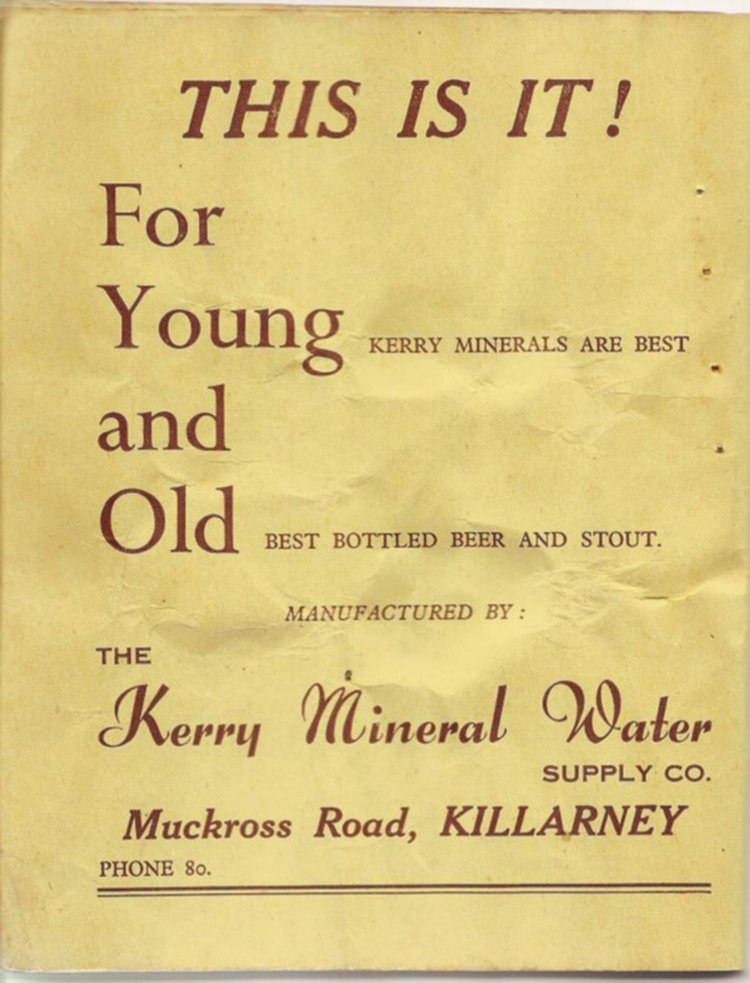 THIS IS IT!
For
Young KERRY MINERALS ARE BEST
and
Old BEST BOTTLED BEER AND STOUT.
MANUFACTURED BY:
THE
Kerry Mineral Water
SUPPLY CO.
Muckross Road, KILLARNEY
PHONE 80.